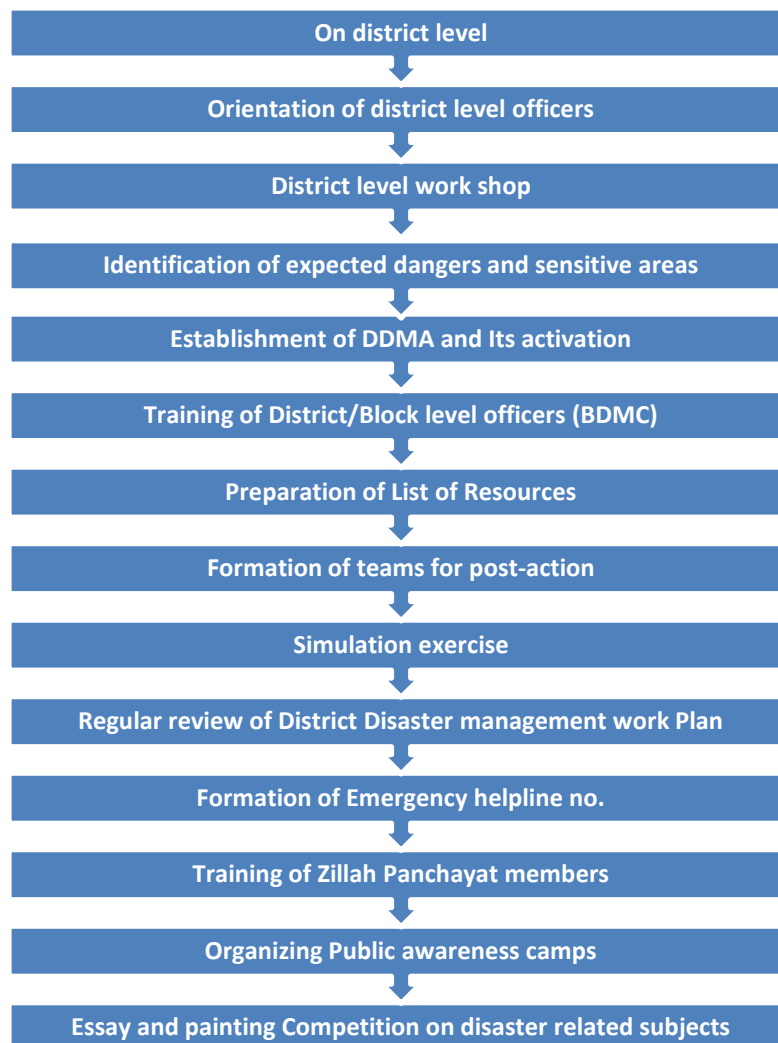 On district level
Orientation of district level officers
District level work shop
Identification of expected dangers and sensitive areas
Establishment of DDMA and Its activation
Training of District/Block level officers (BDMC)
Preparation of List of Resources
Formation of teams for post-action
Simulation exercise
Regular review of District Disaster management work Plan
Formation of Emergency helpline no.
Training of Zillah Panchayat members
Organizing Public awareness camps
Essay and painting Competition on disaster related subjects